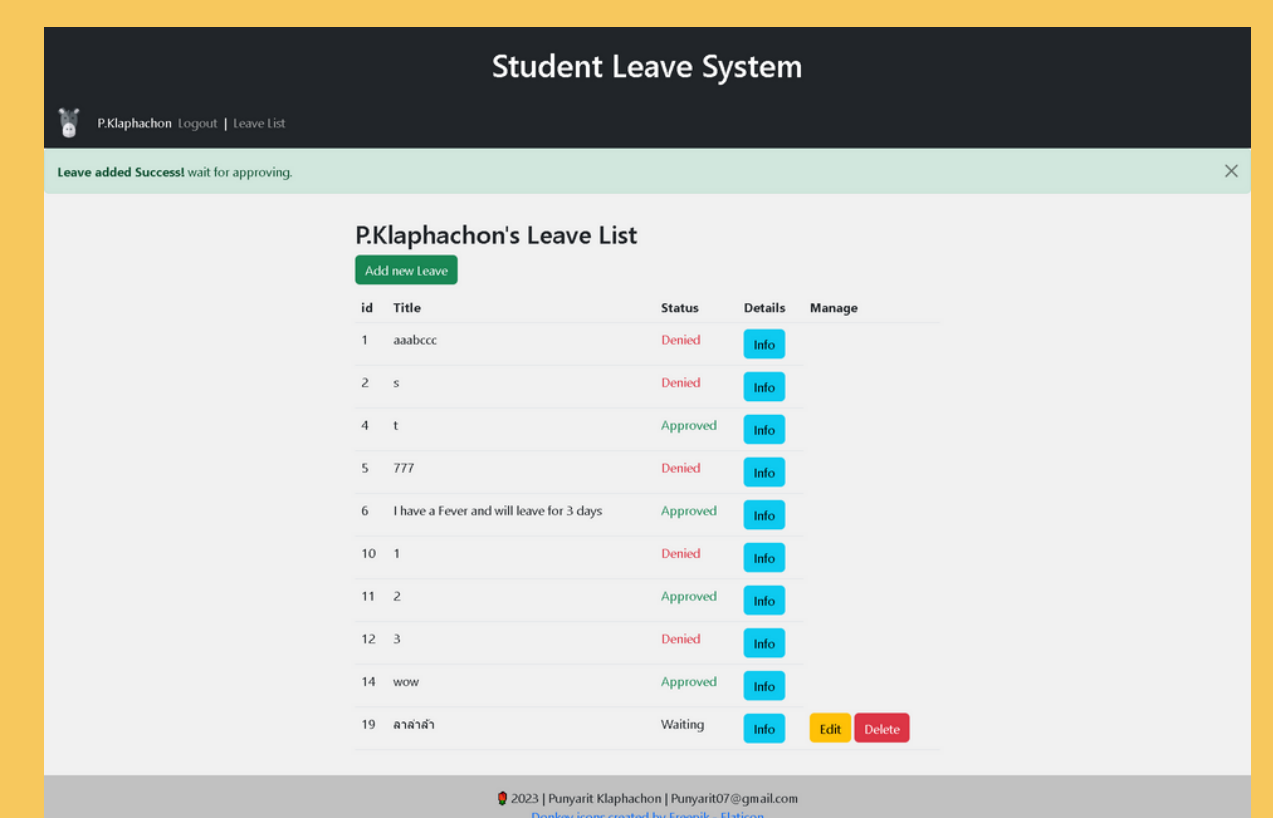 Student Leave System
P.Klaphachon Logout | Leave List
Leave added Success! wait for approving.
P.Klaphachon's Leave List
Add new Leave
id Title Status Details Manage
1 aaabccc Denied Info
2 s Denied Info
4 t Approved Info
5 777 Denied Info
6 I have a Fever and will leave for 3 days Approved Info
10 1 Denied Info
11 2 Approved Info
12 3 Denied Info
14 wow Approved Info
19 ลาล่าล้า Waiting Info Edit Delete
2023 | Punyarit Klaphachon | Punyarit07@gmail.com
Donkey icons created by Freepik - Flaticon